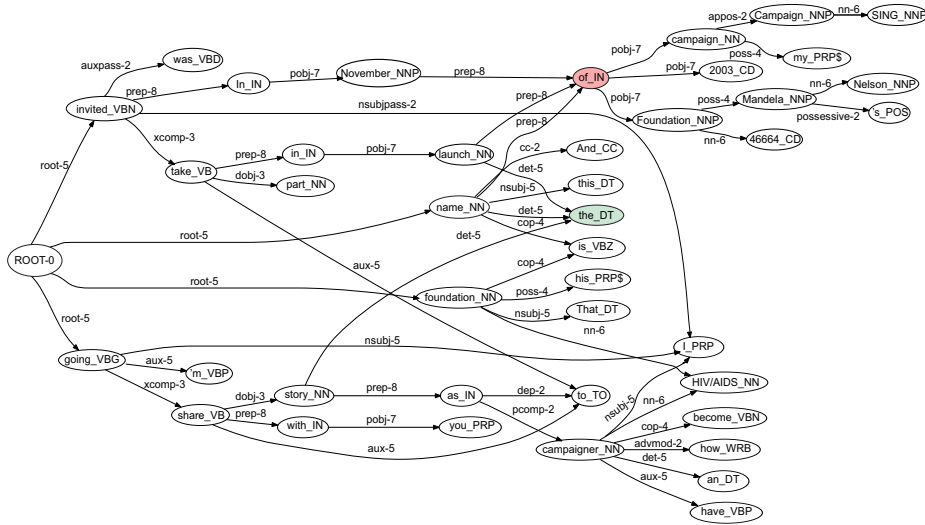 appos-2
Campaign_NNP
nn-6
SING_NNP
campaign_NN
poss-4
my_PRP$
auxpass-2
was_VBD
pobj-7
invited_VBN
prep-8
In_IN
pobj-7
November_NNP
prep-8
of_IN
pobj-7
2003_CD
nn-6
Nelson_NNP
poss-4
Mandela_NNP
possessive-2
's_POS
pobj-7
Foundation_NNP
nn-6
46664_CD
nsubjpass-2
prep-8
prep-8
xcomp-3
root-5
take_VB
prep-8
in_IN
pobj-7
launch_NN
cc-2
And_CC
det-5
dobj-3
part_NN
nsubj-5
this_DT
name_NN
det-5
the_DT
cop-4
root-5
det-5
is_VBZ
ROOT-0
aux-5
cop-4
root-5
foundation_NN
poss-4
his_PRP$
nsubj-5
That_DT
root-5
nn-6
nsubj-5
I_PRP
going_VBG
aux-5
'm_VBP
HIV/AIDS_NN
xcomp-3
dobj-3
story_NN
prep-8
as_IN
dep-2
to_TO
nsubj-5
nn-6
share_VB
prep-8
with_IN
pobj-7
you_PRP
pcomp-2
become_VBN
cop-4
aux-5
campaigner_NN
advmod-2
how_WRB
det-5
an_DT
aux-5
have_VBP